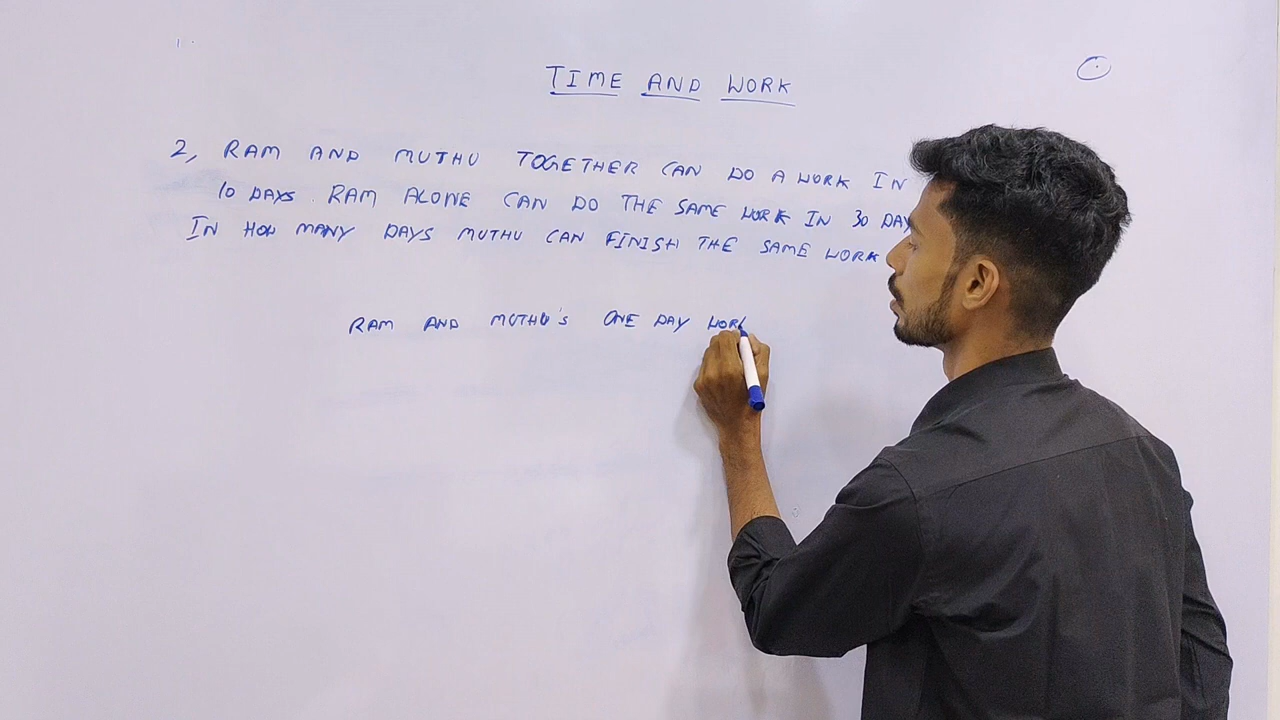 TIME AND WORK
2, RAM AND MUTHU TOGETHER CAN DO A WORK IN
10 DAYS. RAM ALONE CAN DO THE SAME WORK IN 30 DAY
IN HOW MANY DAYS MUTHU CAN FINISH THE SAME WORK
RAM AND MUTHU'S ONE DAY WORK